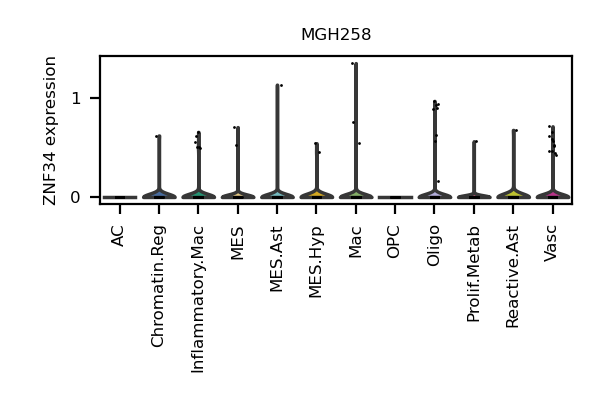 MGH258
ZNF34 expression
1
0
AC
Chromatin.Reg
Inflammatory.Mac
MES
MES.Ast
MES.Hyp
Mac
OPC
Oligo
Prolif.Metab
Reactive.Ast
Vasc